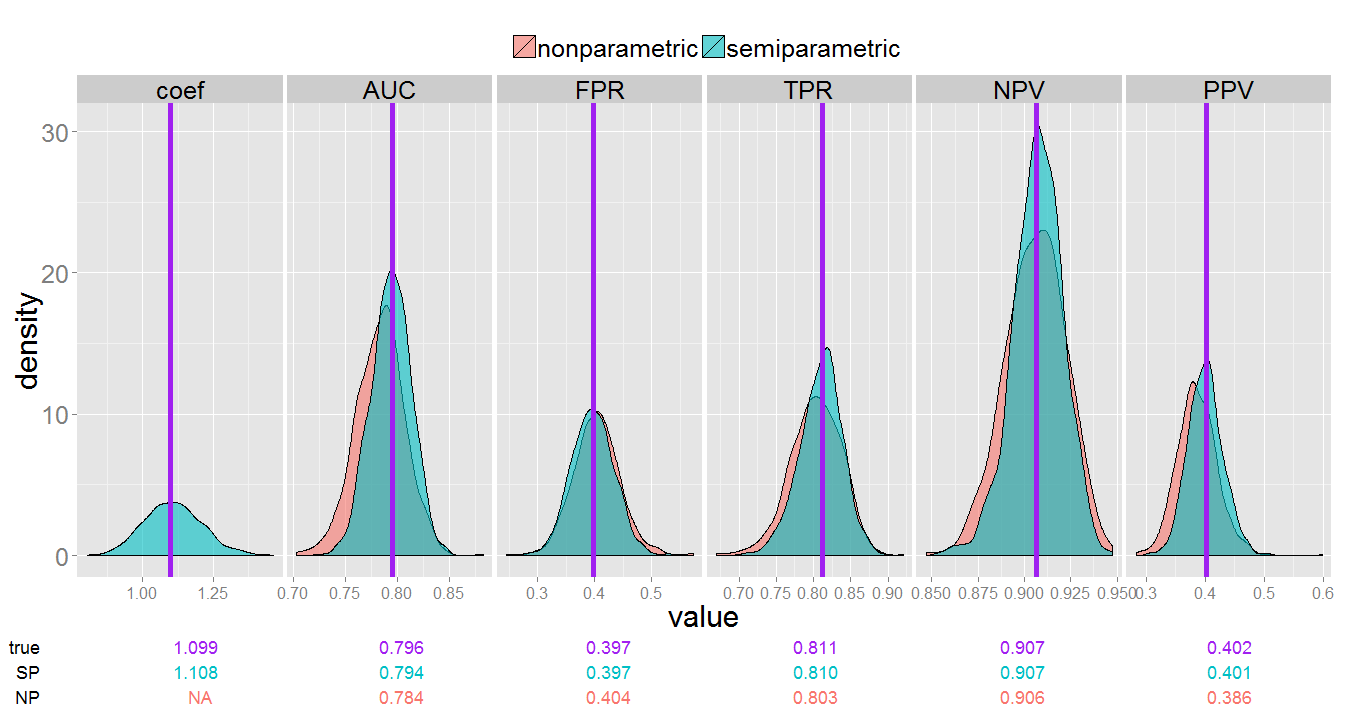 nonparametric semiparametric
coef AUC FPR TPR NPV PPV
30
20
10
0
density
1.00 1.25 0.70 0.75 0.80 0.85 0.3 0.4 0.5 0.70 0.75 0.80 0.85 0.90 0.850 0.875 0.900 0.925 0.950 0.3 0.4 0.5 0.6
value
true 1.099 0.796 0.397 0.811 0.907 0.402
SP 1.108 0.794 0.397 0.810 0.907 0.401
NP NA 0.784 0.404 0.803 0.906 0.386